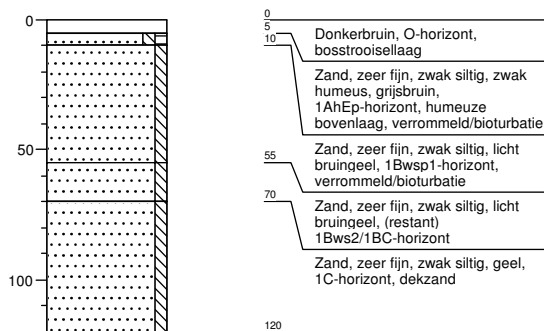 0
50
100
0
5
Donkerbruin, O-horizont,
bosstrooisellaag
10
Zand, zeer fijn, zwak siltig, zwak
humeus, grijsbruin,
1AhEp-horizont, humeuze
bovenlaag, verrommeld/bioturbatie
Zand, zeer fijn, zwak siltig, licht
bruingeel, 1Bwsp1-horizont,
verrommeld/bioturbatie
55
Zand, zeer fijn, zwak siltig, licht
bruingeel, (restant)
1Bws2/1BC-horizont
70
Zand, zeer fijn, zwak siltig, geel,
1C-horizont, dekzand
120